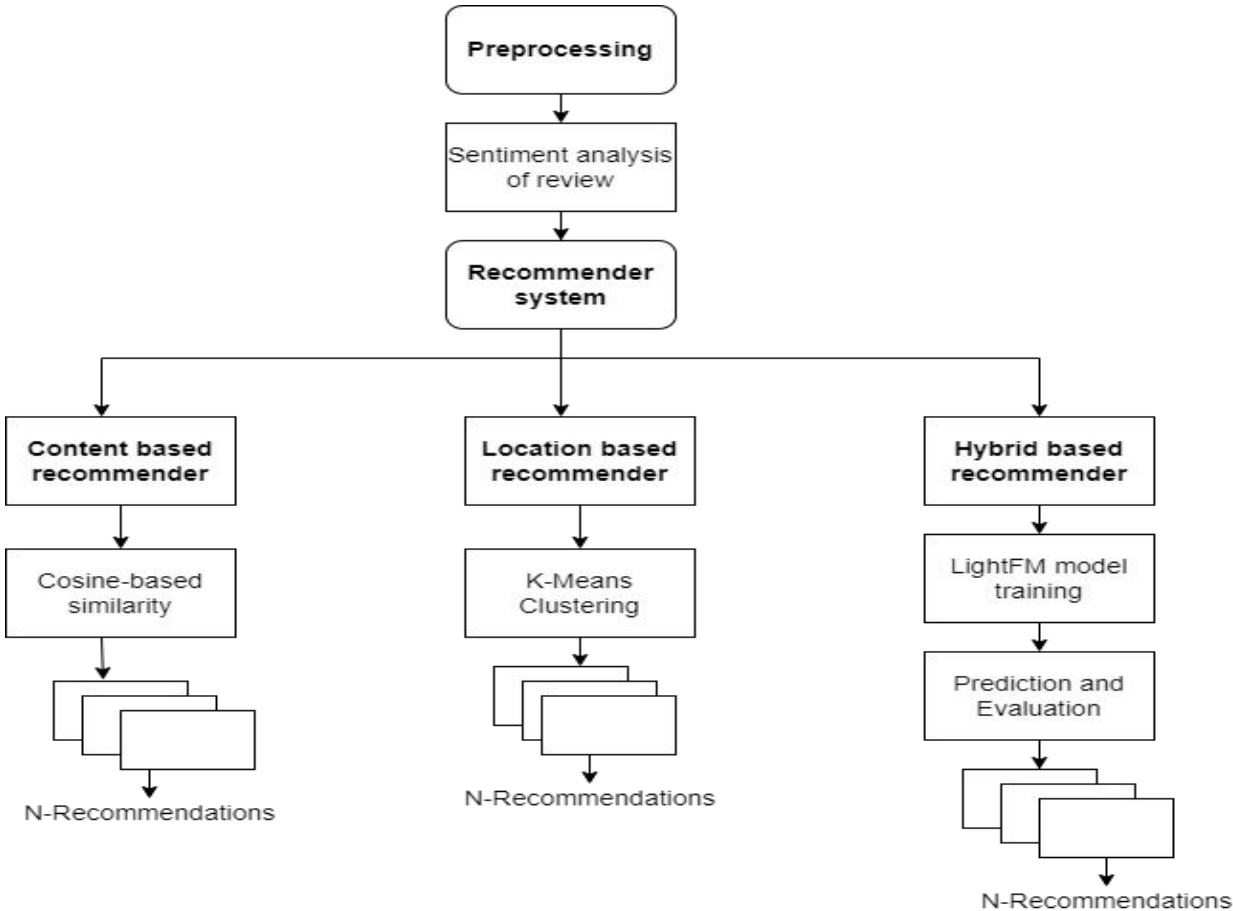 Preprocessing
Sentiment analysis
of review
Recommender
system
Content based
recommender
Location based
recommender
Hybrid based
recommender
Cosine-based
similarity
K-Means
Clustering
LightFM model
training
Prediction and
Evaluation
N-Recommendations
N-Recommendations
N-Recommendations